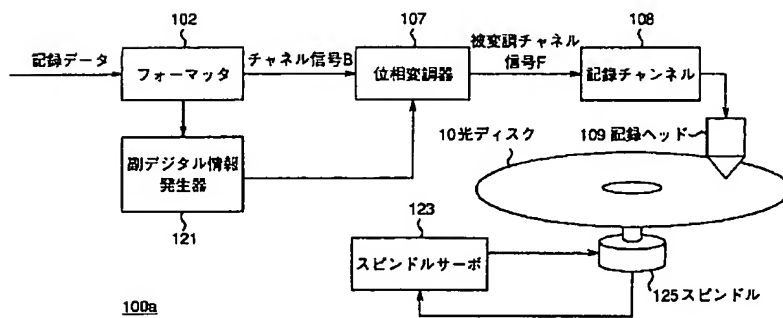 102
107
108
記録データ
フォーマッタ
チャネル信号B
位相変調器
被変調チャネル
信号F
記録チャンネル
副デジタル情報
発生器
121
10光ディスク
109 記録ヘッド
123
スピンドルサーボ
125スピンドル
100a